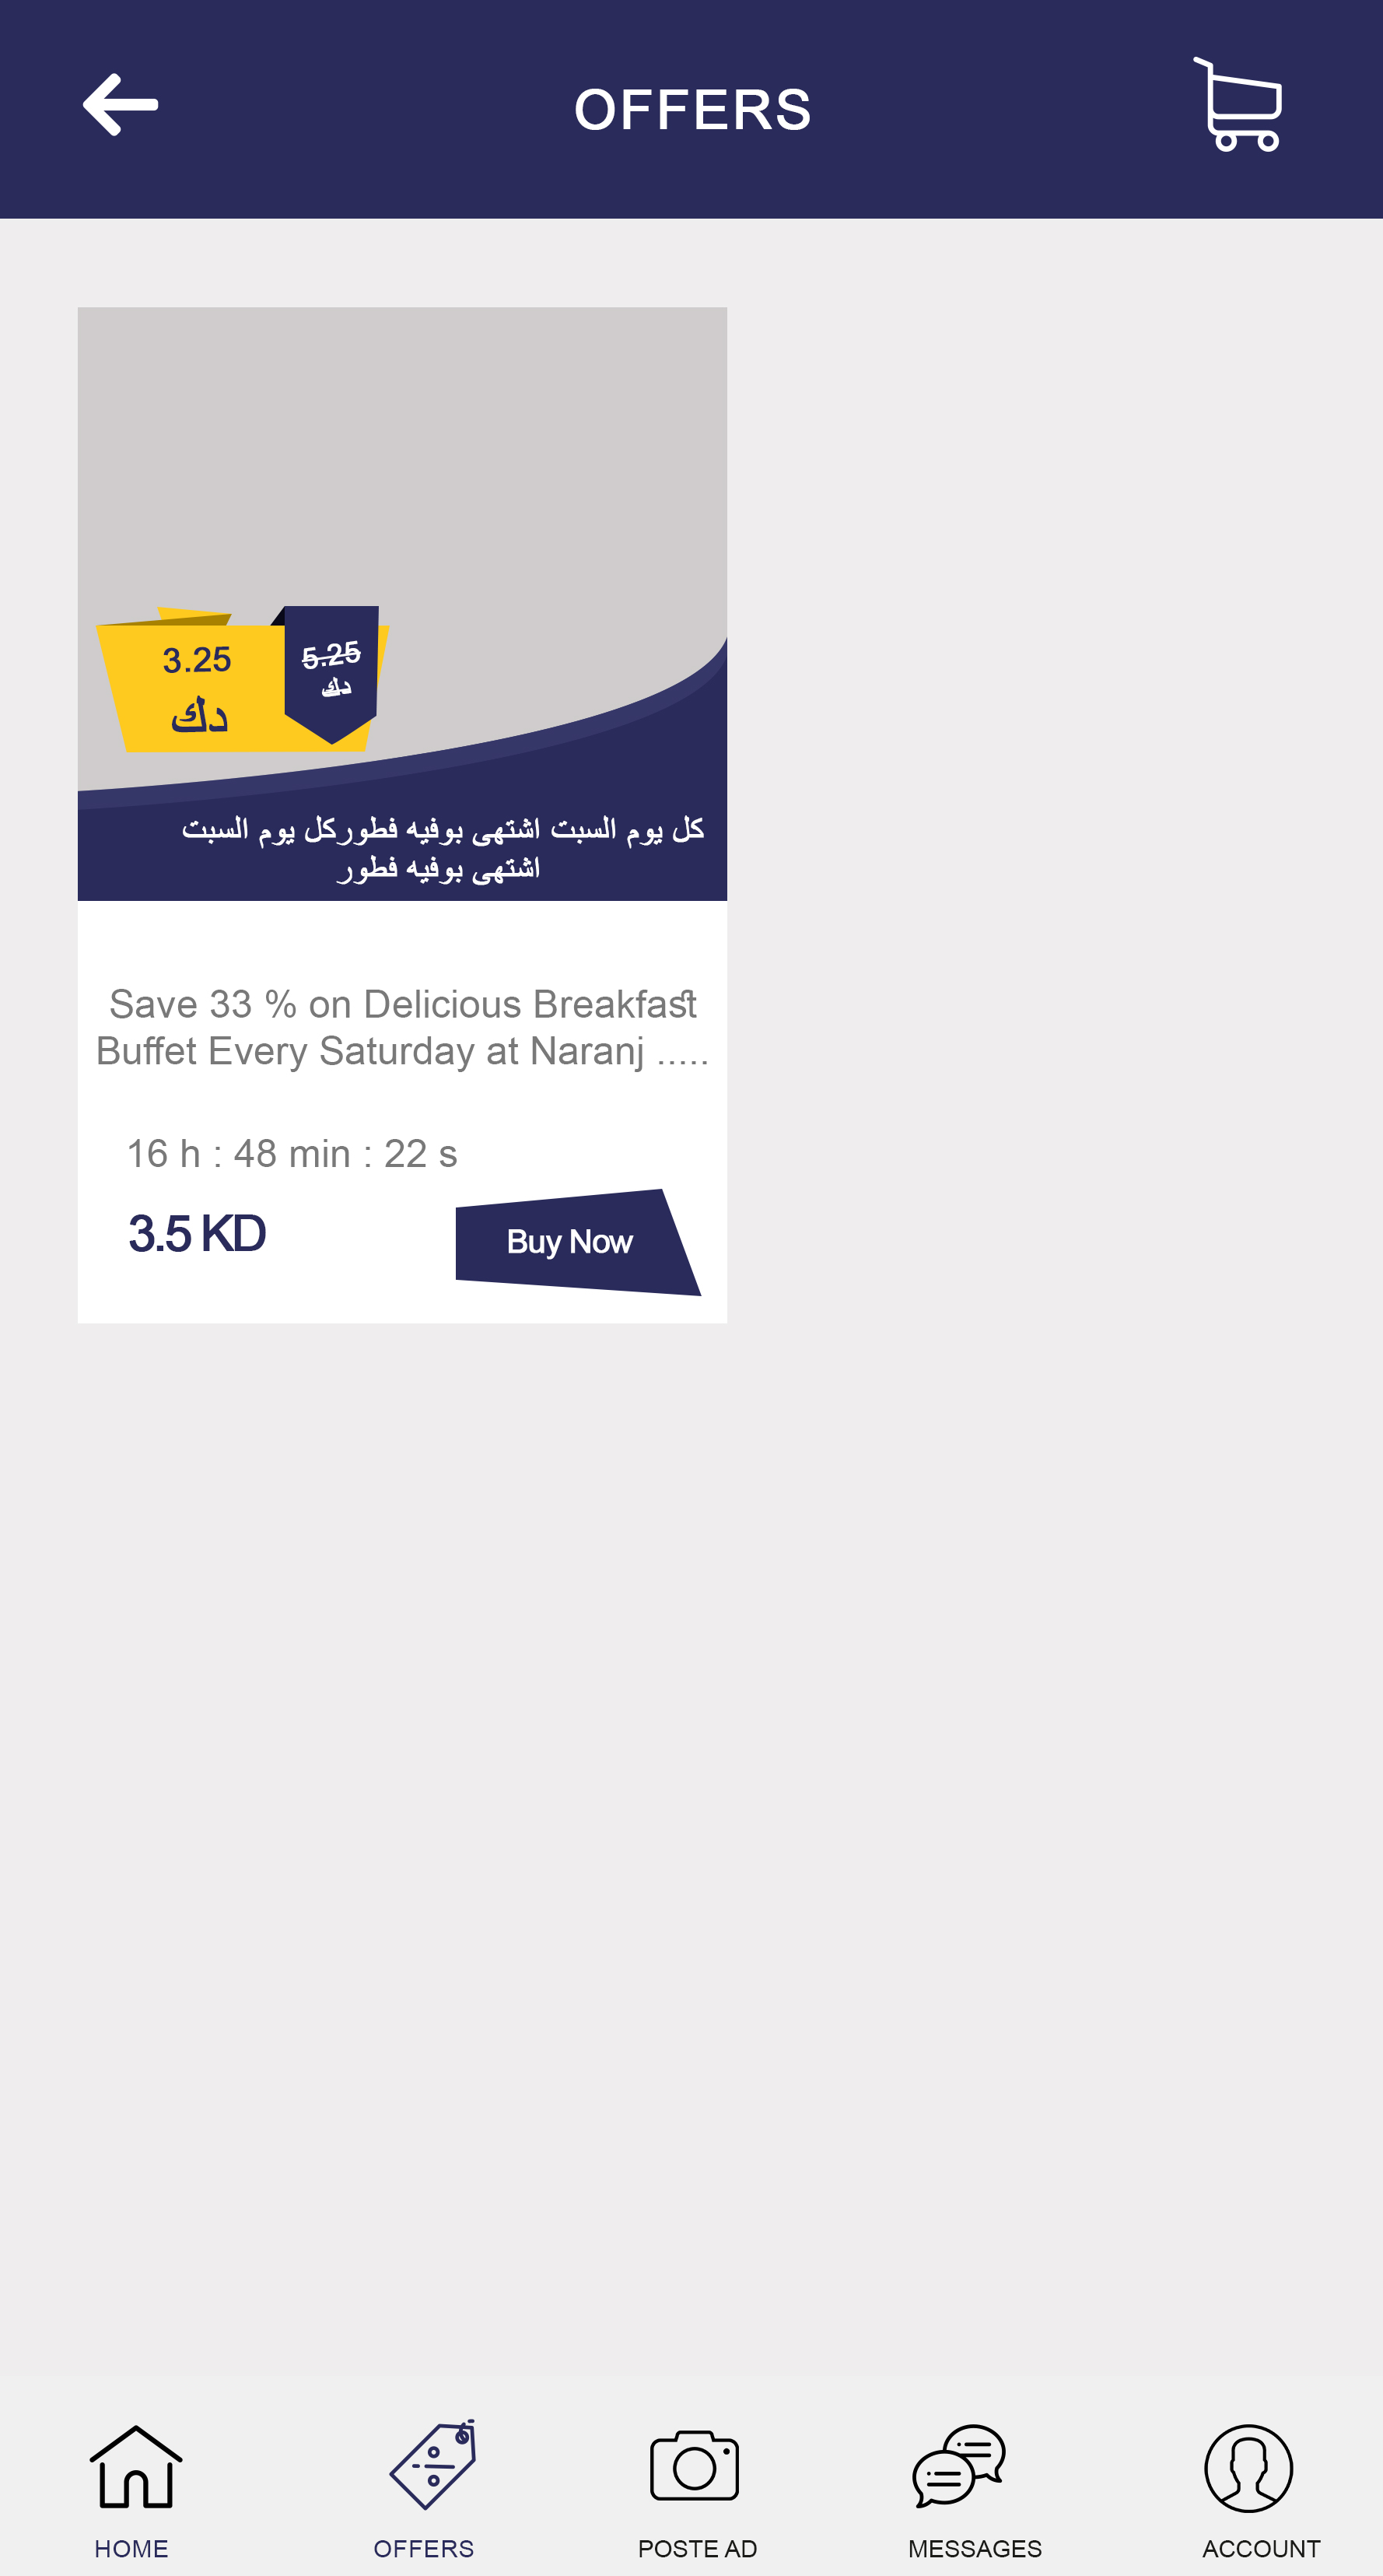 OFFERS
3.25
دك
5.25
دك
كل يوم السبت اشتهى بوفيه فطوركل يوم السبت
اشتهى بوفيه فطور
Save 33 % on Delicious Breakfast
Buffet Every Saturday at Naranj .....
16 h : 48 min : 22 s
3.5 KD
Buy Now
HOME
OFFERS
POSTE AD
MESSAGES
ACCOUNT